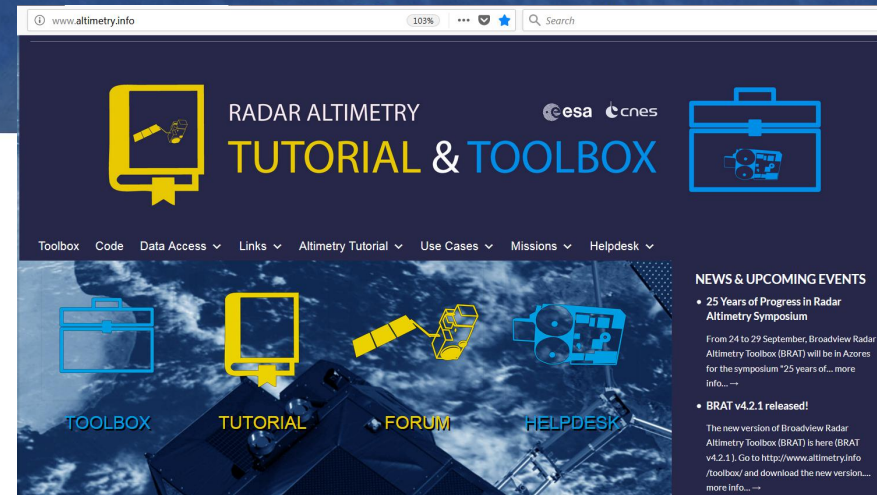 www.altimetry.info
103%
Search
RADAR ALTIMETRY
esa cnes
TUTORIAL & TOOLBOX
Toolbox Code Data Access Links Altimetry Tutorial Use Cases Missions Helpdesk
TOOLBOX TUTORIAL FORUM HELPDESK
NEWS & UPCOMING EVENTS
• 25 Years of Progress in Radar
Altimetry Symposium
From 24 to 29 September, Broadview Radar
Altimetry Toolbox (BRAT) will be in Azores
for the symposium "25 years of... more
info... →
• BRAT v4.2.1 released!
The new version of Broadview Radar
Altimetry Toolbox (BRAT) is here (BRAT
v4.2.1 ). Go to http://www.altimetry.info
/toolbox/ and download the new version....
more info... →